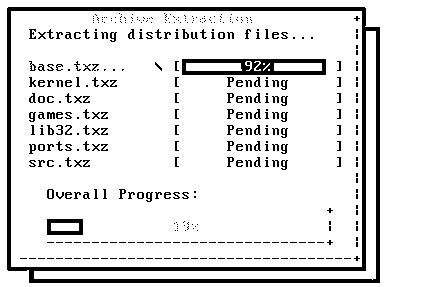 Archive Extraction
Extracting distribution files...
base.txz... \ [ 92% ]
kernel.txz [ Pending ]
doc.txz [ Pending ]
games.txz [ Pending ]
lib32.txz [ Pending ]
ports.txz [ Pending ]
src.txz [ Pending ]
Overall Progress: